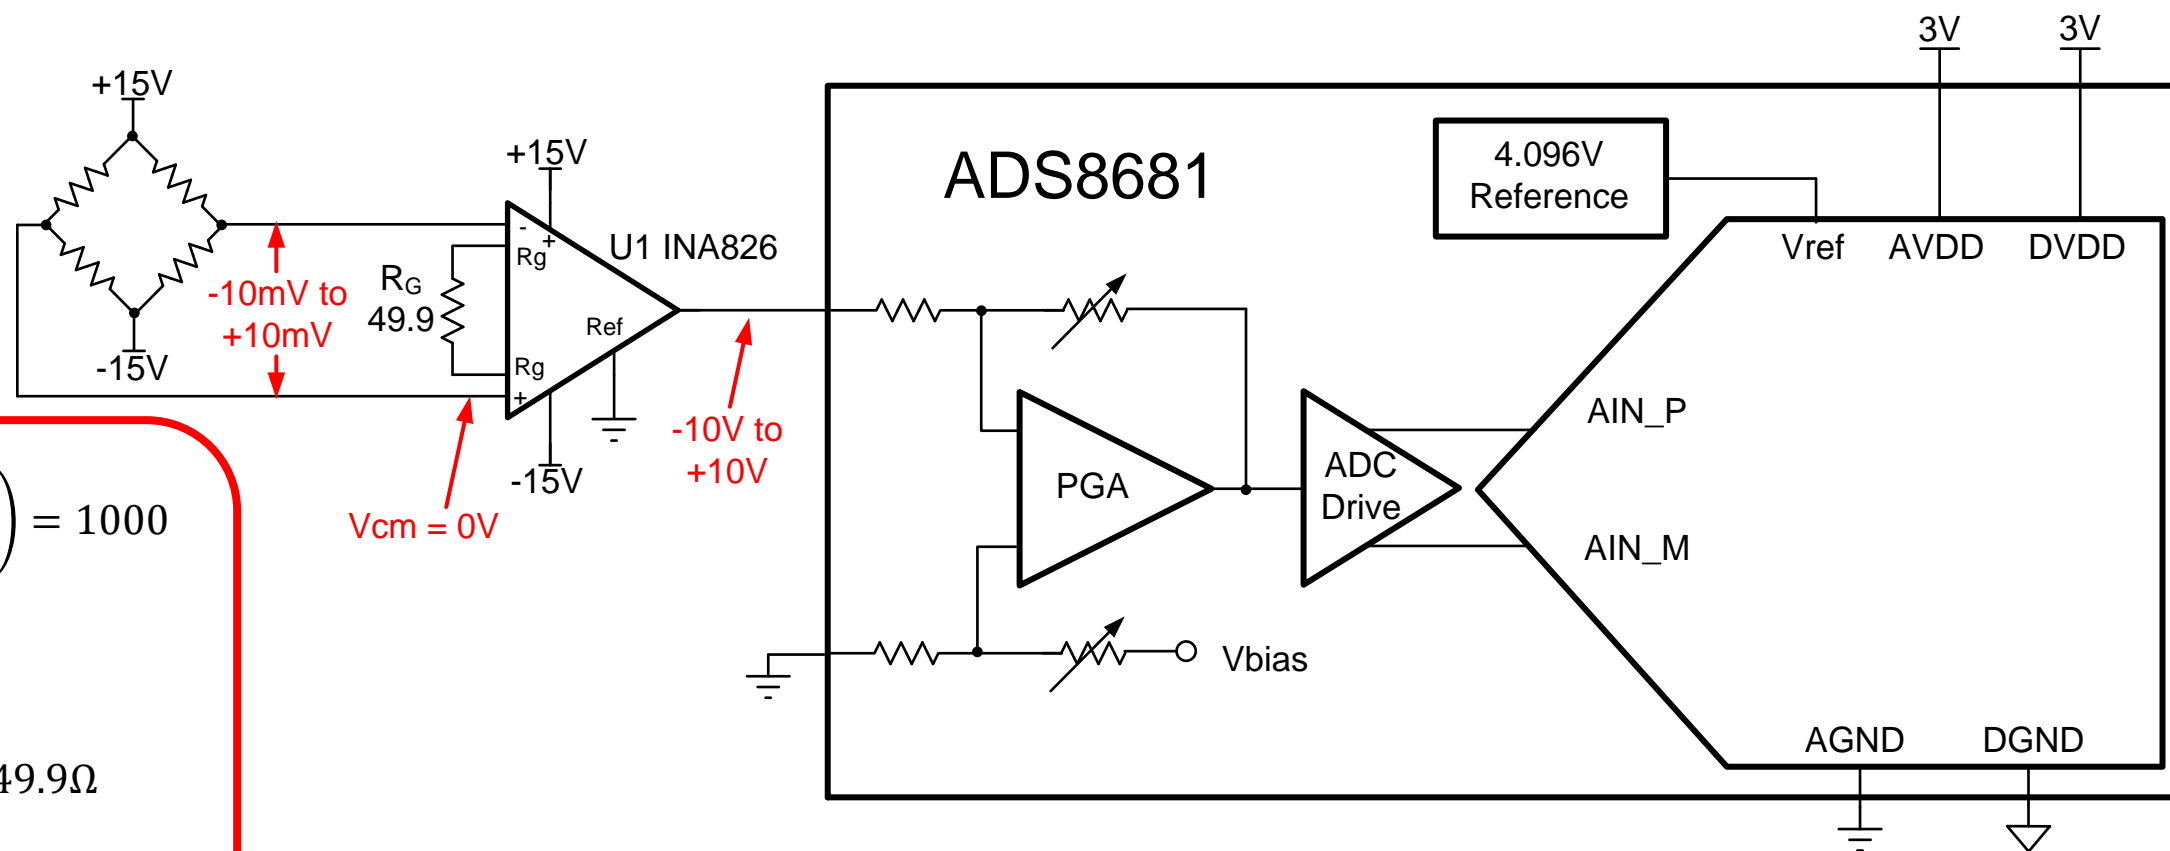 3V
3V
+15V
+15V
ADS8681
4.096V
Reference
-
+
Rg
U1 INA826
Vref
AVDD
DVDD
-10mV to
+10mV
RG
49.9
Ref
-15V
Rg
+
AIN_P
-10V to
+10V
ADC
Drive
PGA
-15V
= 1000
Vcm = 0V
AIN_M
Vbias
AGND
DGND
49.9Ω